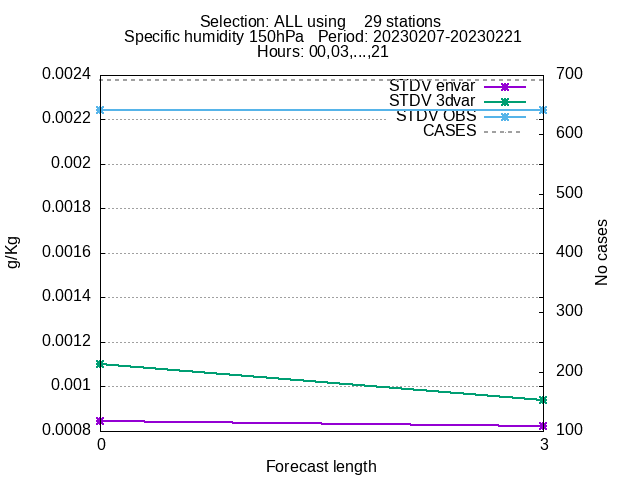 Selection: ALL using    29 stations
Specific humidity 150hPa   Period: 20230207-20230221
Hours: 00,03,...,21
0.0024
0.0022
0.002
0.0018
0.0016
0.0014
0.0012
0.001
0.0008
g/Kg
STDV envar
STDV 3dvar
STDV OBS
CASES
700
600
500
400
300
200
100
No cases
0
3
Forecast length